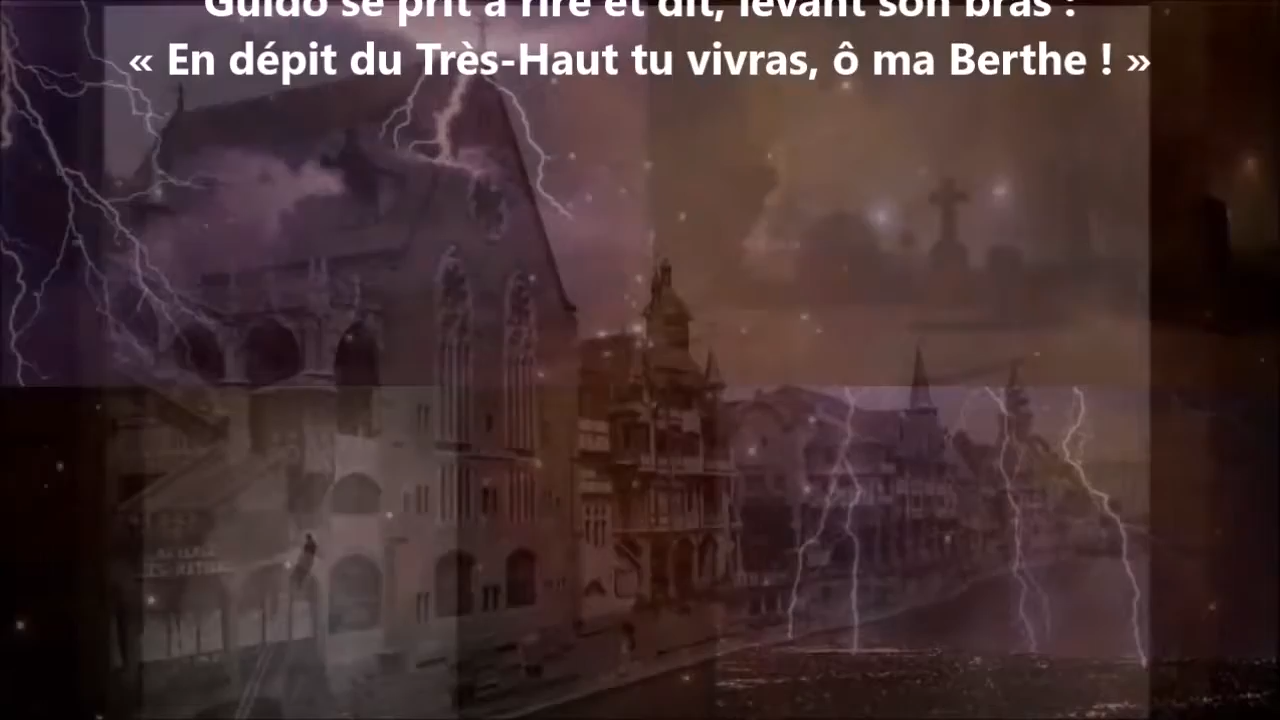 Guido se prit à rire et dit, levant son bras :
« En dépit du Très-Haut tu vivras, ô ma Berthe ! »